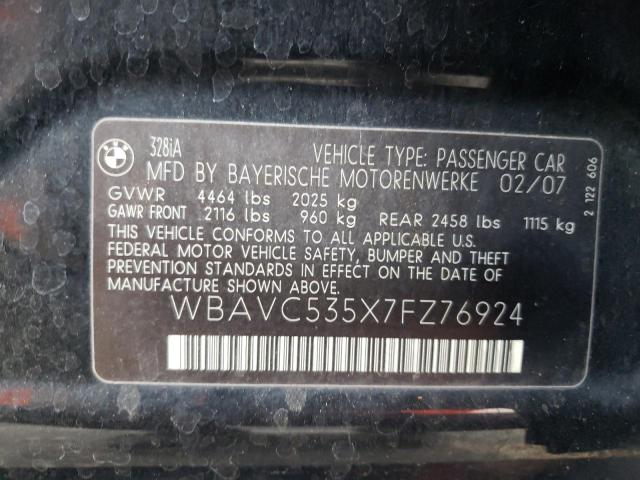 BMW
328iA
VEHICLE TYPE: PASSENGER CAR
MFD BY BAYERISCHE MOTORENWERKE 02/07
GVWR 4464 lbs 2025 kg
GAWR FRONT 2116 lbs 960 kg REAR 2458 lbs 1115 kg
THIS VEHICLE CONFORMS TO ALL APPLICABLE U.S.
FEDERAL MOTOR VEHICLE SAFETY, BUMPER AND THEFT
PREVENTION STANDARDS IN EFFECT ON THE DATE OF
MANUFACTURE SHOWN ABOVE.
WBAVC535X7FZ76924
2 122 606